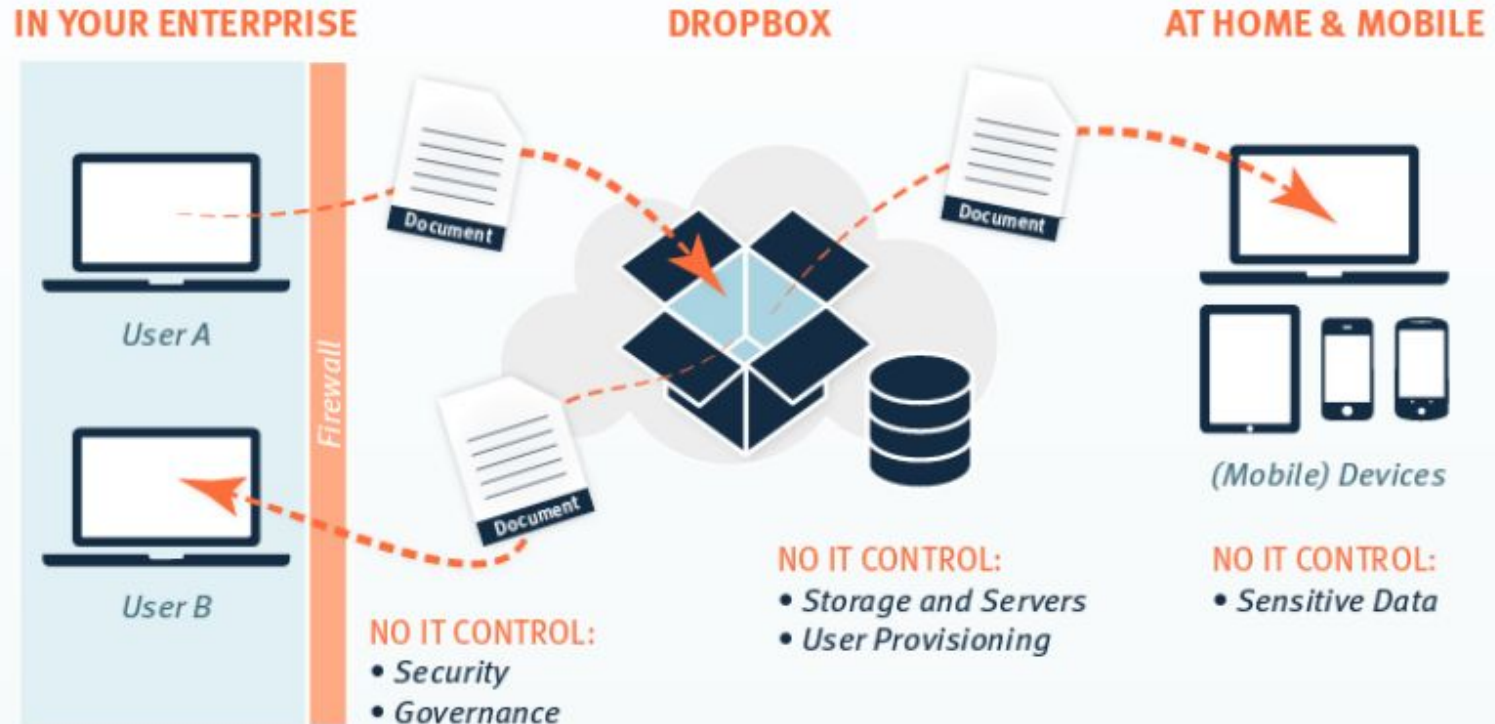 IN YOUR ENTERPRISE
DROPBOX
AT HOME & MOBILE
User A
Firewall
Document
Document
User B
Document
(Mobile) Devices
NO IT CONTROL:
• Security
• Governance
NO IT CONTROL:
• Storage and Servers
• User Provisioning
NO IT CONTROL:
• Sensitive Data